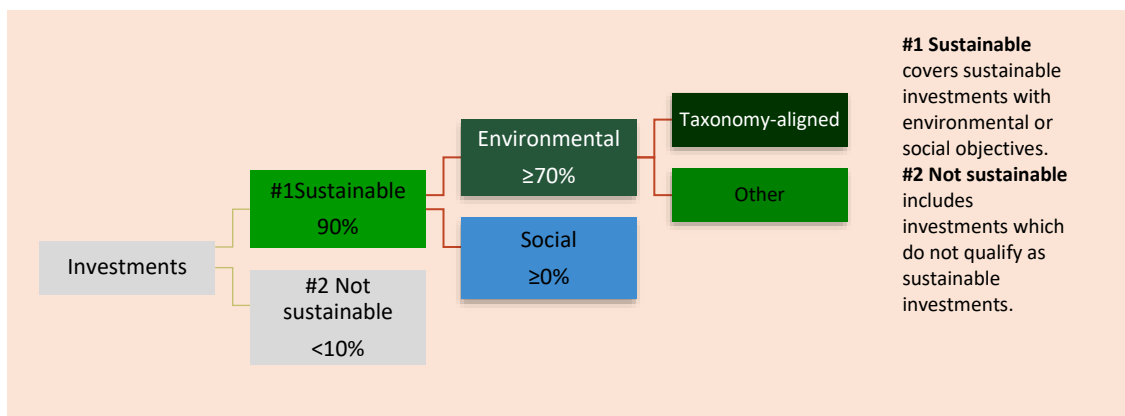 Investments
#1Sustainable
90%
#2 Not
sustainable
<10%
Environmental
≥70%
Social
≥0%
Taxonomy-aligned
Other
#1 Sustainable
covers sustainable
investments with
environmental or
social objectives.
#2 Not sustainable
includes
investments which
do not qualify as
sustainable
investments.